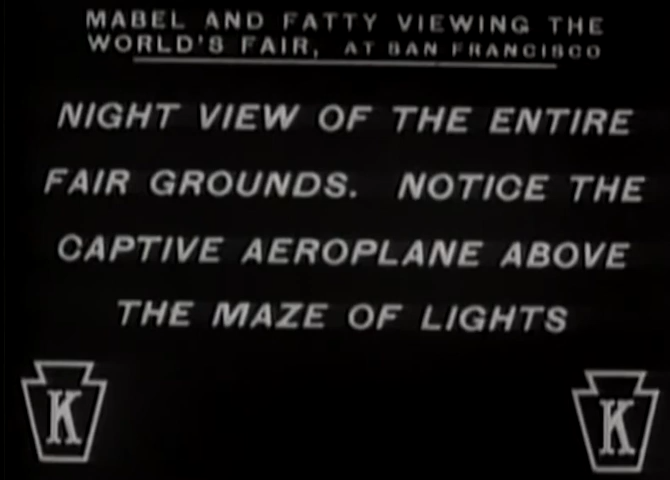 MABEL AND FATTY VIEWING THE
WORLD'S FAIR, AT SAN FRANCISCO
NIGHT VIEW OF THE ENTIRE
FAIR GROUNDS. NOTICE THE
CAPTIVE AEROPLANE ABOVE
THE MAZE OF LIGHTS
K K